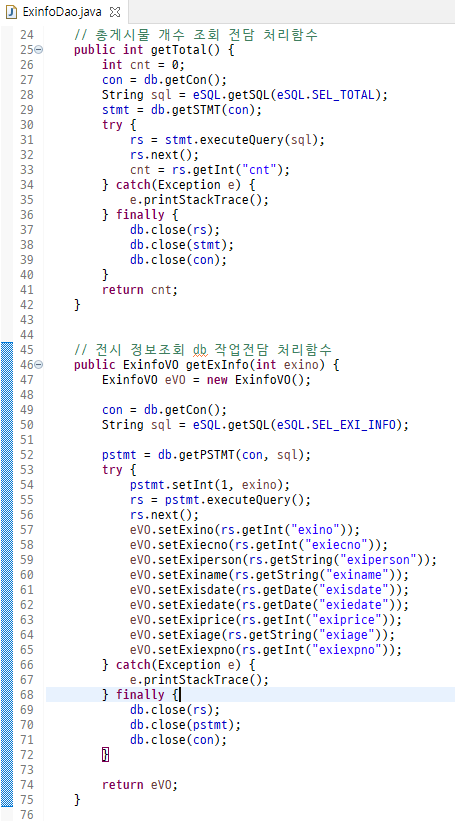 ExinfoDao.java
24 // 총게시물 개수 조회 전담 처리함수
25 public int getTotal() {
26 int cnt = 0;
27 con = db.getCon();
28 String sql = eSQL.getSQL(eSQL.SEL_TOTAL);
29 stmt = db.getSTMT(con);
30 try {
31 rs = stmt.executeQuery(sql);
32 rs.next();
33 cnt = rs.getInt("cnt");
34 } catch(Exception e) {
35 e.printStackTrace();
36 } finally {
37 db.close(rs);
38 db.close(stmt);
39 db.close(con);
40 }
41 return cnt;
42 }
43
44
45 // 전시 정보조회 db 작업전담 처리함수
46 public ExinfoVO getExInfo(int exino) {
47 ExinfoVO eVO = new ExinfoVO();
48
49 con = db.getCon();
50 String sql = eSQL.getSQL(eSQL.SEL_EXI_INFO);
51
52 pstmt = db.getPSTMT(con, sql);
53 try {
54 pstmt.setInt(1, exino);
55 rs = pstmt.executeQuery();
56 rs.next();
57 eVO.setExino(rs.getInt("exino"));
58 eVO.setExiecno(rs.getInt("exiecno"));
59 eVO.setExiperson(rs.getString("exiperson"));
60 eVO.setExiname(rs.getString("exiname"));
61 eVO.setExisdate(rs.getDate("exisdate"));
62 eVO.setExiedate(rs.getDate("exiedate"));
63 eVO.setExiprice(rs.getInt("exiprice"));
64 eVO.setExiage(rs.getString("exiage"));
65 eVO.setExiexpno(rs.getInt("exiexpno"));
66 } catch(Exception e) {
67 e.printStackTrace();
68 } finally {
69 db.close(rs);
70 db.close(pstmt);
71 db.close(con);
72 }
73
74 return eVO;
75 }
76